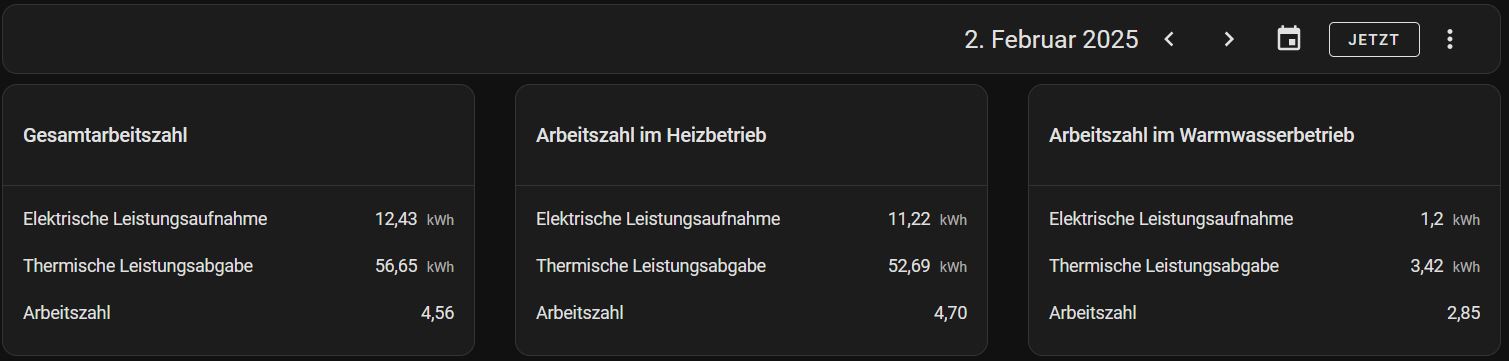 2. Februar 2025
JETZT
Gesamtarbeitszahl
Elektrische Leistungsaufnahme 12,43 kWh
Thermische Leistungsabgabe 56,65 kWh
Arbeitszahl 4,56
Arbeitszahl im Heizbetrieb
Elektrische Leistungsaufnahme 11,22 kWh
Thermische Leistungsabgabe 52,69 kWh
Arbeitszahl 4,70
Arbeitszahl im Warmwasserbetrieb
Elektrische Leistungsaufnahme 1,2 kWh
Thermische Leistungsabgabe 3,42 kWh
Arbeitszahl 2,85